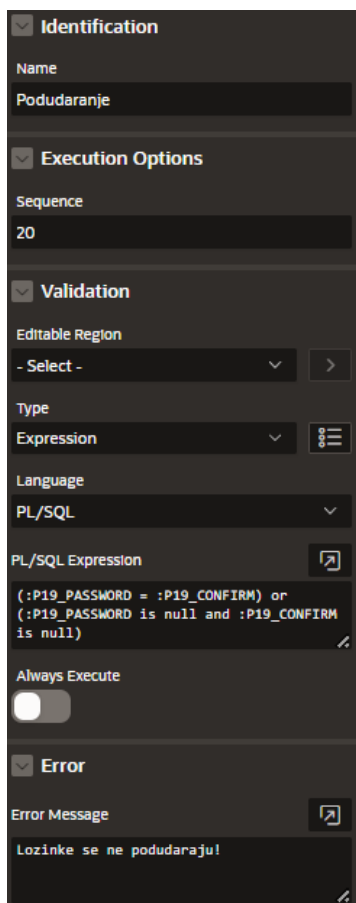 Identification
Name
Podudaranje
Execution Options
Sequence
20
Validation
Editable Region
- Select -
Type
Expression
Language
PL/SQL
PL/SQL Expression
(:P19_PASSWORD = :P19_CONFIRM) or
(:P19_PASSWORD is null and :P19_CONFIRM
is null)
Always Execute
Error
Error Message
Lozinke se ne podudaraju!